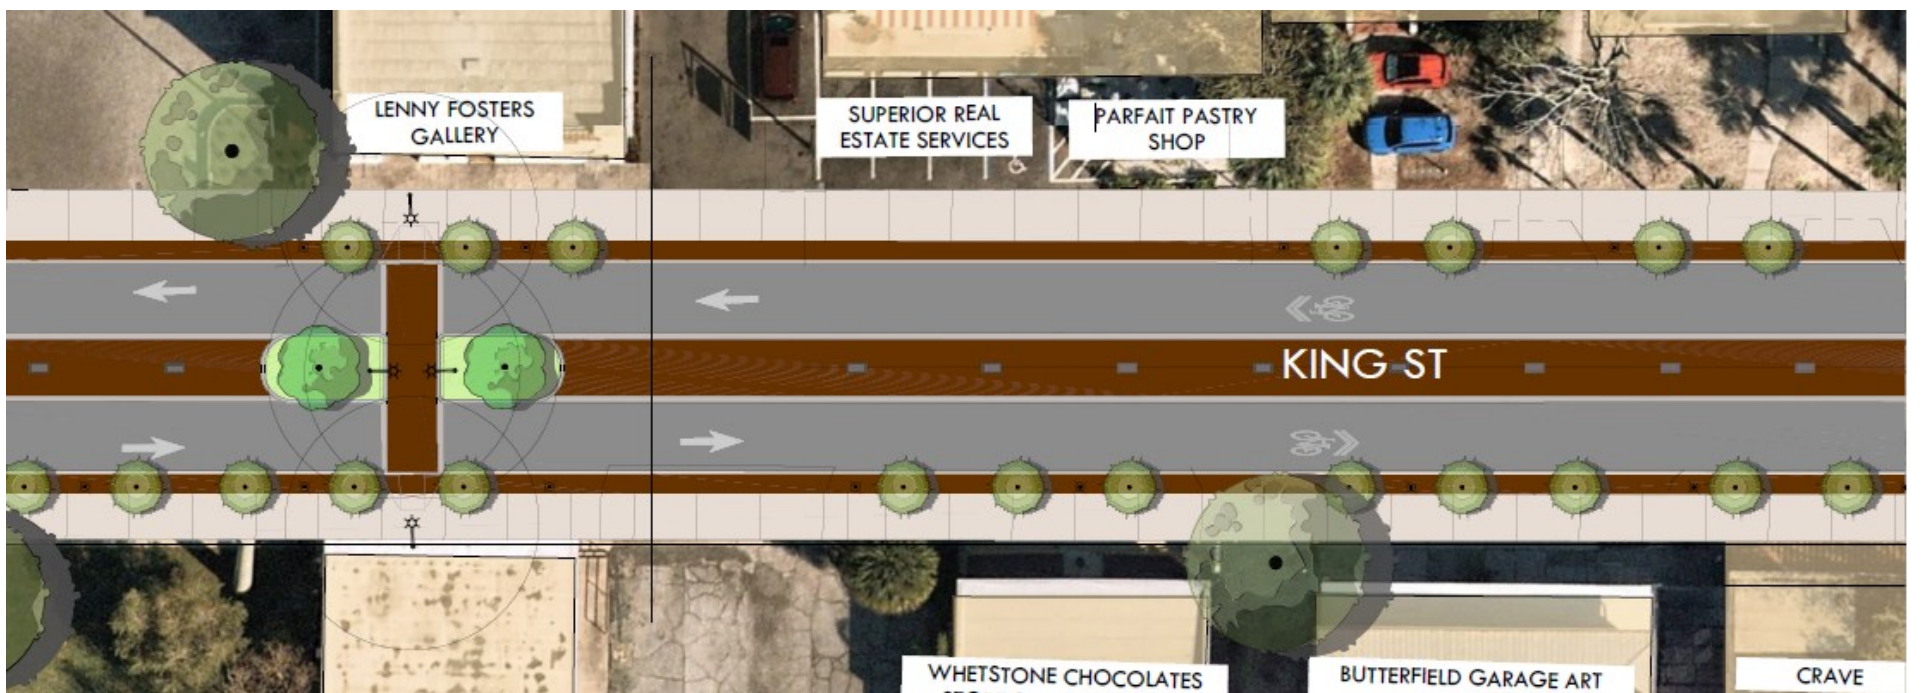 LENNY FOSTERS
GALLERY
SUPERIOR REAL
ESTATE SERVICES
PARFAIT PASTRY
SHOP
KING ST
WHETSTONE CHOCOLATES
BUTTERFIELD GARAGE ART
CRAVE